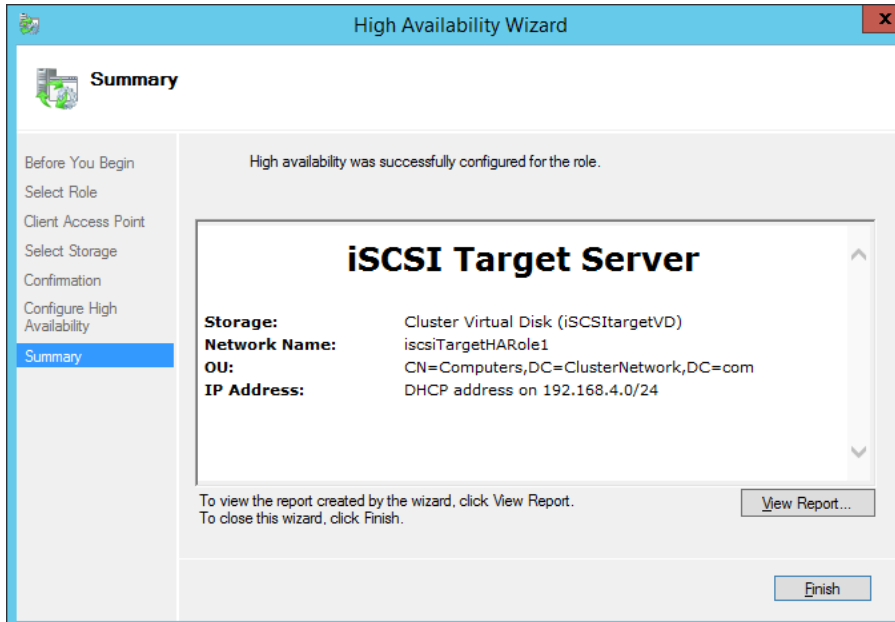 High Availability Wizard
x
Summary
Before You Begin
Select Role
Client Access Point
Select Storage
Confirmation
Configure High
Availability
Summary
High availability was successfully configured for the role.
iSCSI Target Server
Storage: Cluster Virtual Disk (iSCSItargetVD)
Network Name: iscsiTargetHARole1
OU: CN=Computers,DC=ClusterNetwork,DC=com
IP Address: DHCP address on 192.168.4.0/24
To view the report created by the wizard, click View Report.
To close this wizard, click Finish.
View Report...
Finish